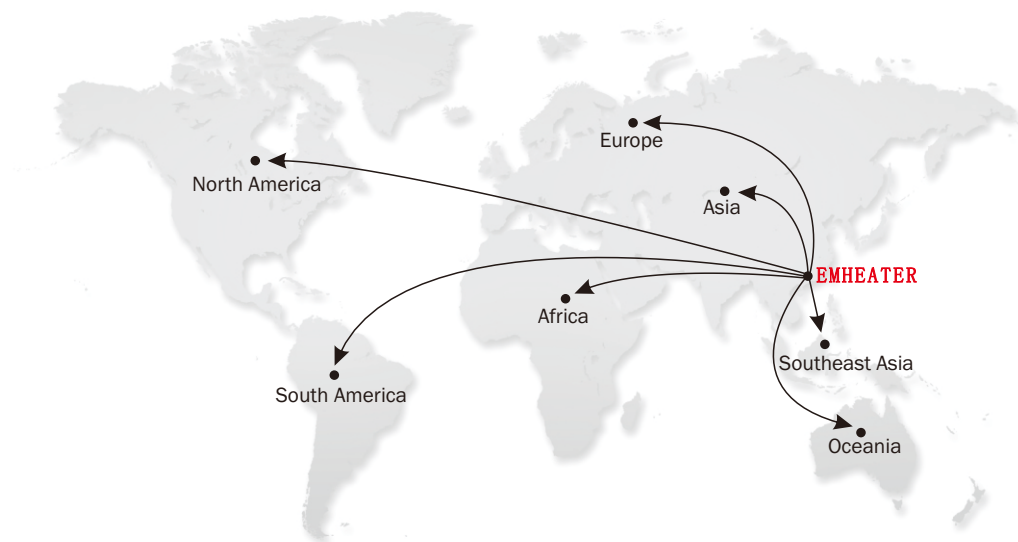 Europe
North America
Asia
EMHEATER
Africa
Southeast Asia
South America
Oceania